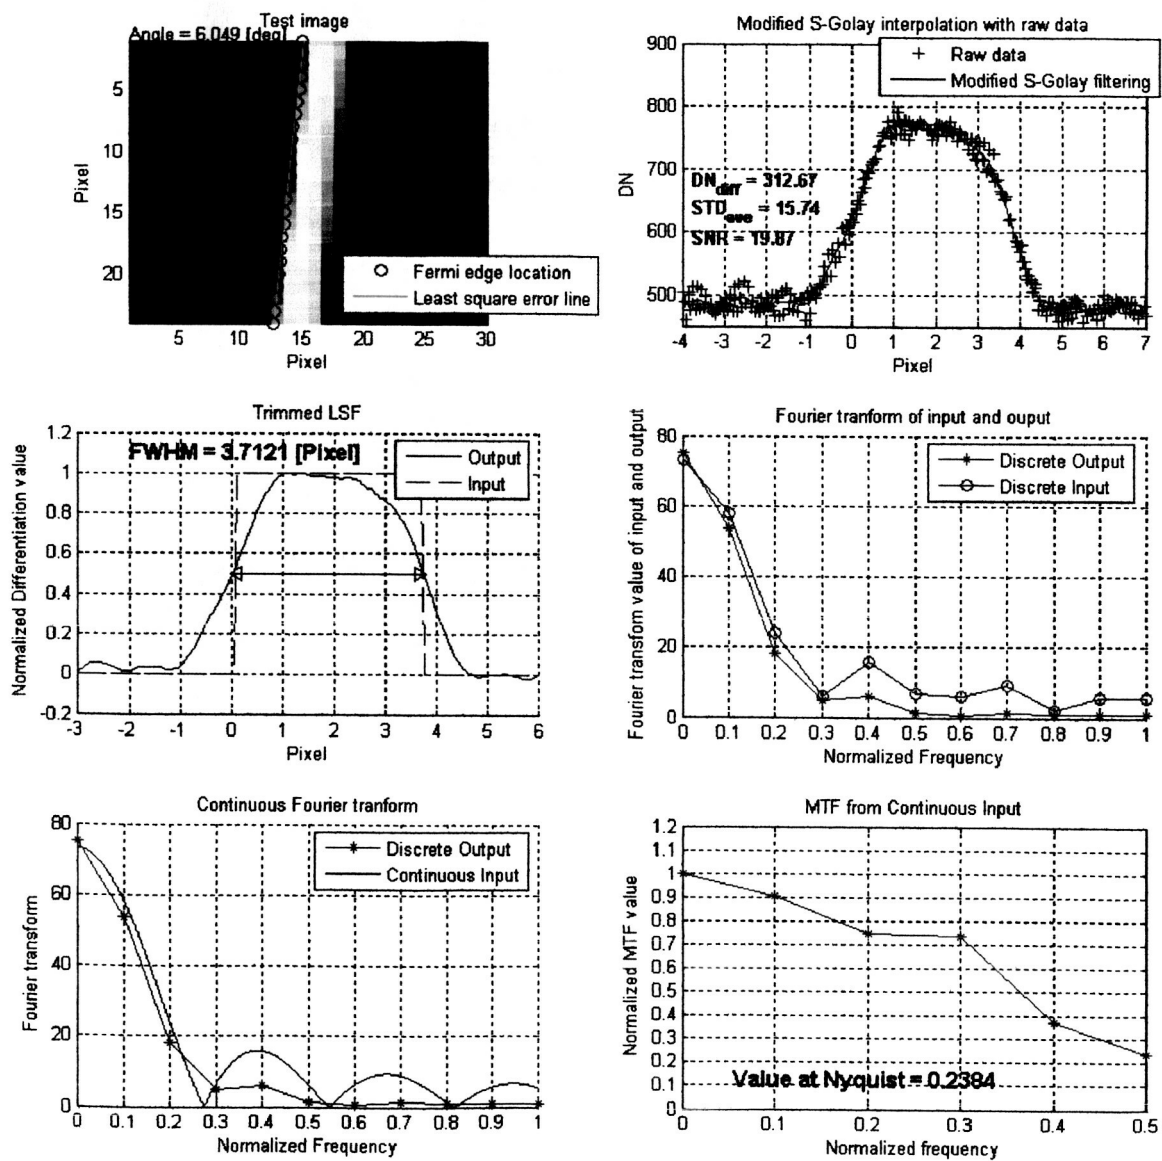 Test image
Angle = 6.049 [deg]
5
10
15
20
Pixel
Fermi edge location
Least square error line
5 10 15 20 25 30
Pixel
Modified S-Golay interpolation with raw data
900
800
700
600
500
DN
Raw data
Modified S-Golay filtering
DN diff = 312.67
STD ave = 15.74
SNR = 19.87
-4 -3 -2 -1 0 1 2 3 4 5 6 7
Pixel
Trimmed LSF
1.2
1
0.8
0.6
0.4
0.2
0
-0.2
Normalized Differentiation value
FWHM = 3.7121 [Pixel]
Output
Input
-3 -2 -1 0 1 2 3 4 5 6
Pixel
Fourier tranform of input and ouput
80
60
40
20
0
Fourier transfom value of input and output
Discrete Output
Discrete Input
0 0.1 0.2 0.3 0.4 0.5 0.6 0.7 0.8 0.9 1
Normalized Frequency
Continuous Fourier tranform
80
60
40
20
0
Fourier transform
Discrete Output
Continuous Input
0 0.1 0.2 0.3 0.4 0.5 0.6 0.7 0.8 0.9 1
Normalized Frequency
MTF from Continuous Input
1.2
1.1
1
0.9
0.8
0.7
0.6
0.5
0.4
0.3
0.2
0.1
0
Normalized MTF value
Value at Nyquist = 0.2384
0 0.1 0.2 0.3 0.4 0.5
Normalized frequency